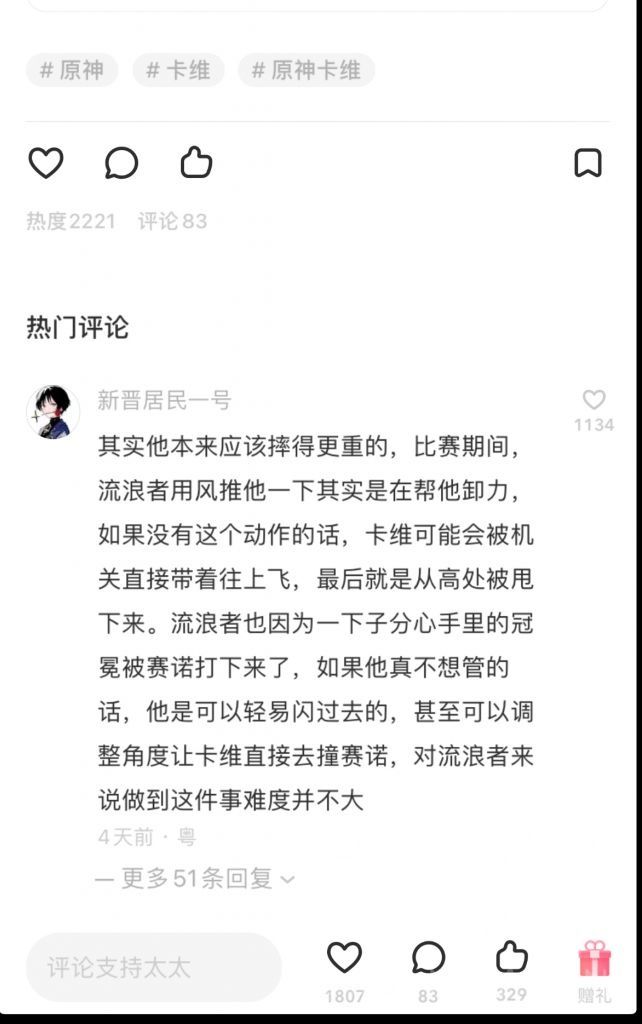 # 原神 # 卡维 # 原神卡维
热度2221 评论83
热门评论
新晋居民一号
1134
其实他本来应该摔得更重的，比赛期间，
流浪者用风推他一下其实是在帮他卸力，
如果没有这个动作的话，卡维可能会被机
关直接带着往上飞，最后就是从高处被甩
下来。流浪者也因为一下子分心手里的冠
冕被赛诺打下来了，如果他真不想管的
话，他是可以轻易闪过去的，甚至可以调
整角度让卡维直接去撞赛诺，对流浪者来
说做到这件事难度并不大
4天前 · 粤
— 更多51条回复
评论支持太太
1807 83 329 赠礼